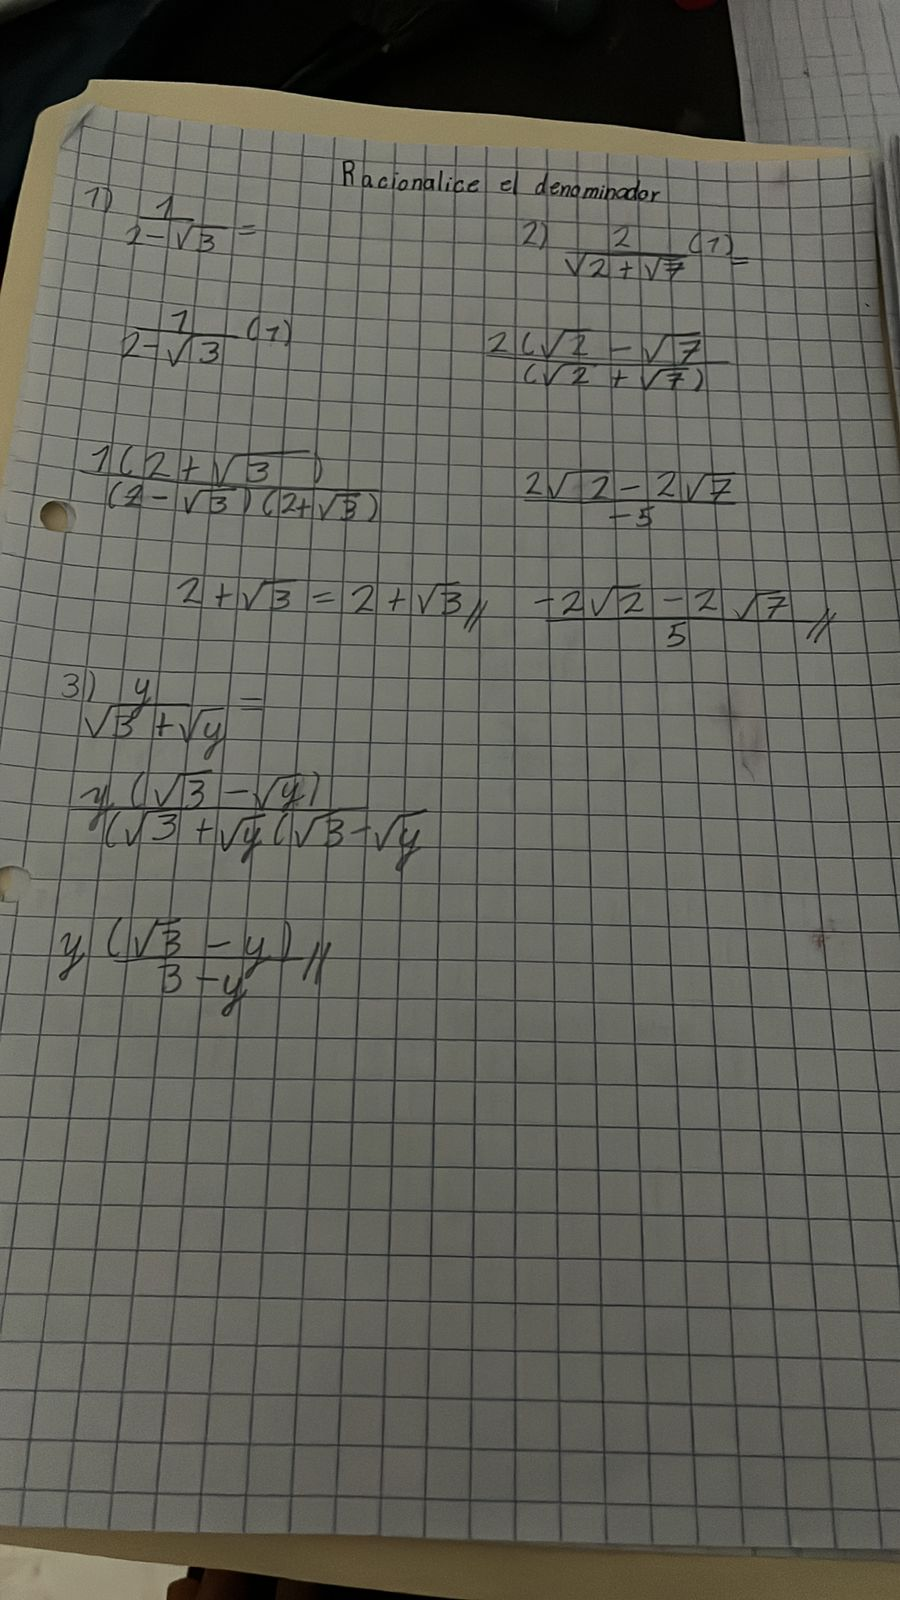 Racionalice el denominador
1) 1
2-√3 =
1
2-√3 (1)
1(2+√3)
(2-√3)(2+√3)
2+√3 = 2+√3 //
2) 2
√2+√7 (1) =
2(√2 - √7
(√2 + √7)
2√2 - 2√7
-5
-2√2 - 2√7 //
5
3) y
√3 + √y =
y (√3 - √y)
(√3 + √y (√3 - √y
y (√3 - y) //
3 - y